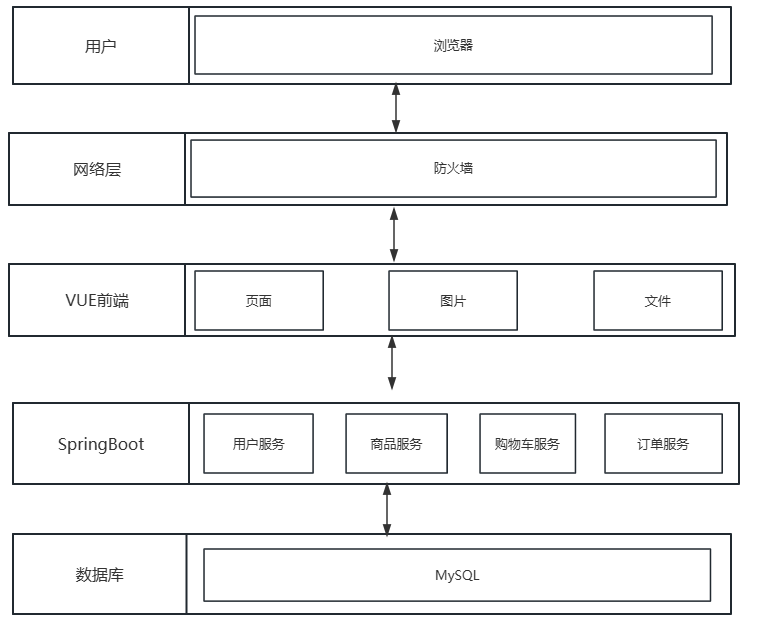 用户
浏览器
网络层
防火墙
VUE前端
页面
图片
文件
SpringBoot
用户服务
商品服务
购物车服务
订单服务
数据库
MySQL